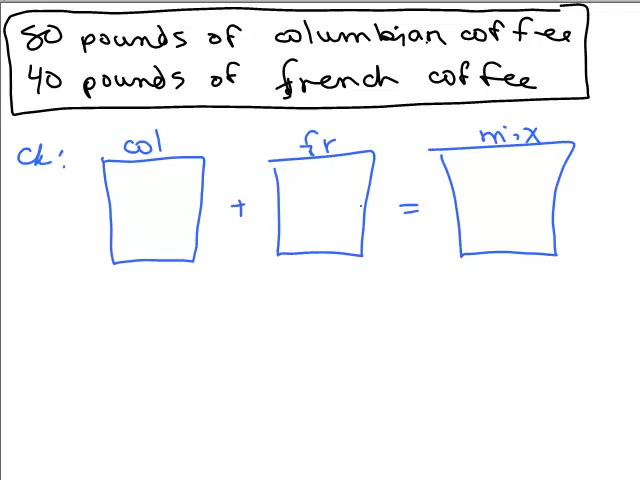 80 pounds of columbian coffee
40 pounds of french coffee
ck: col fr mix
+ =